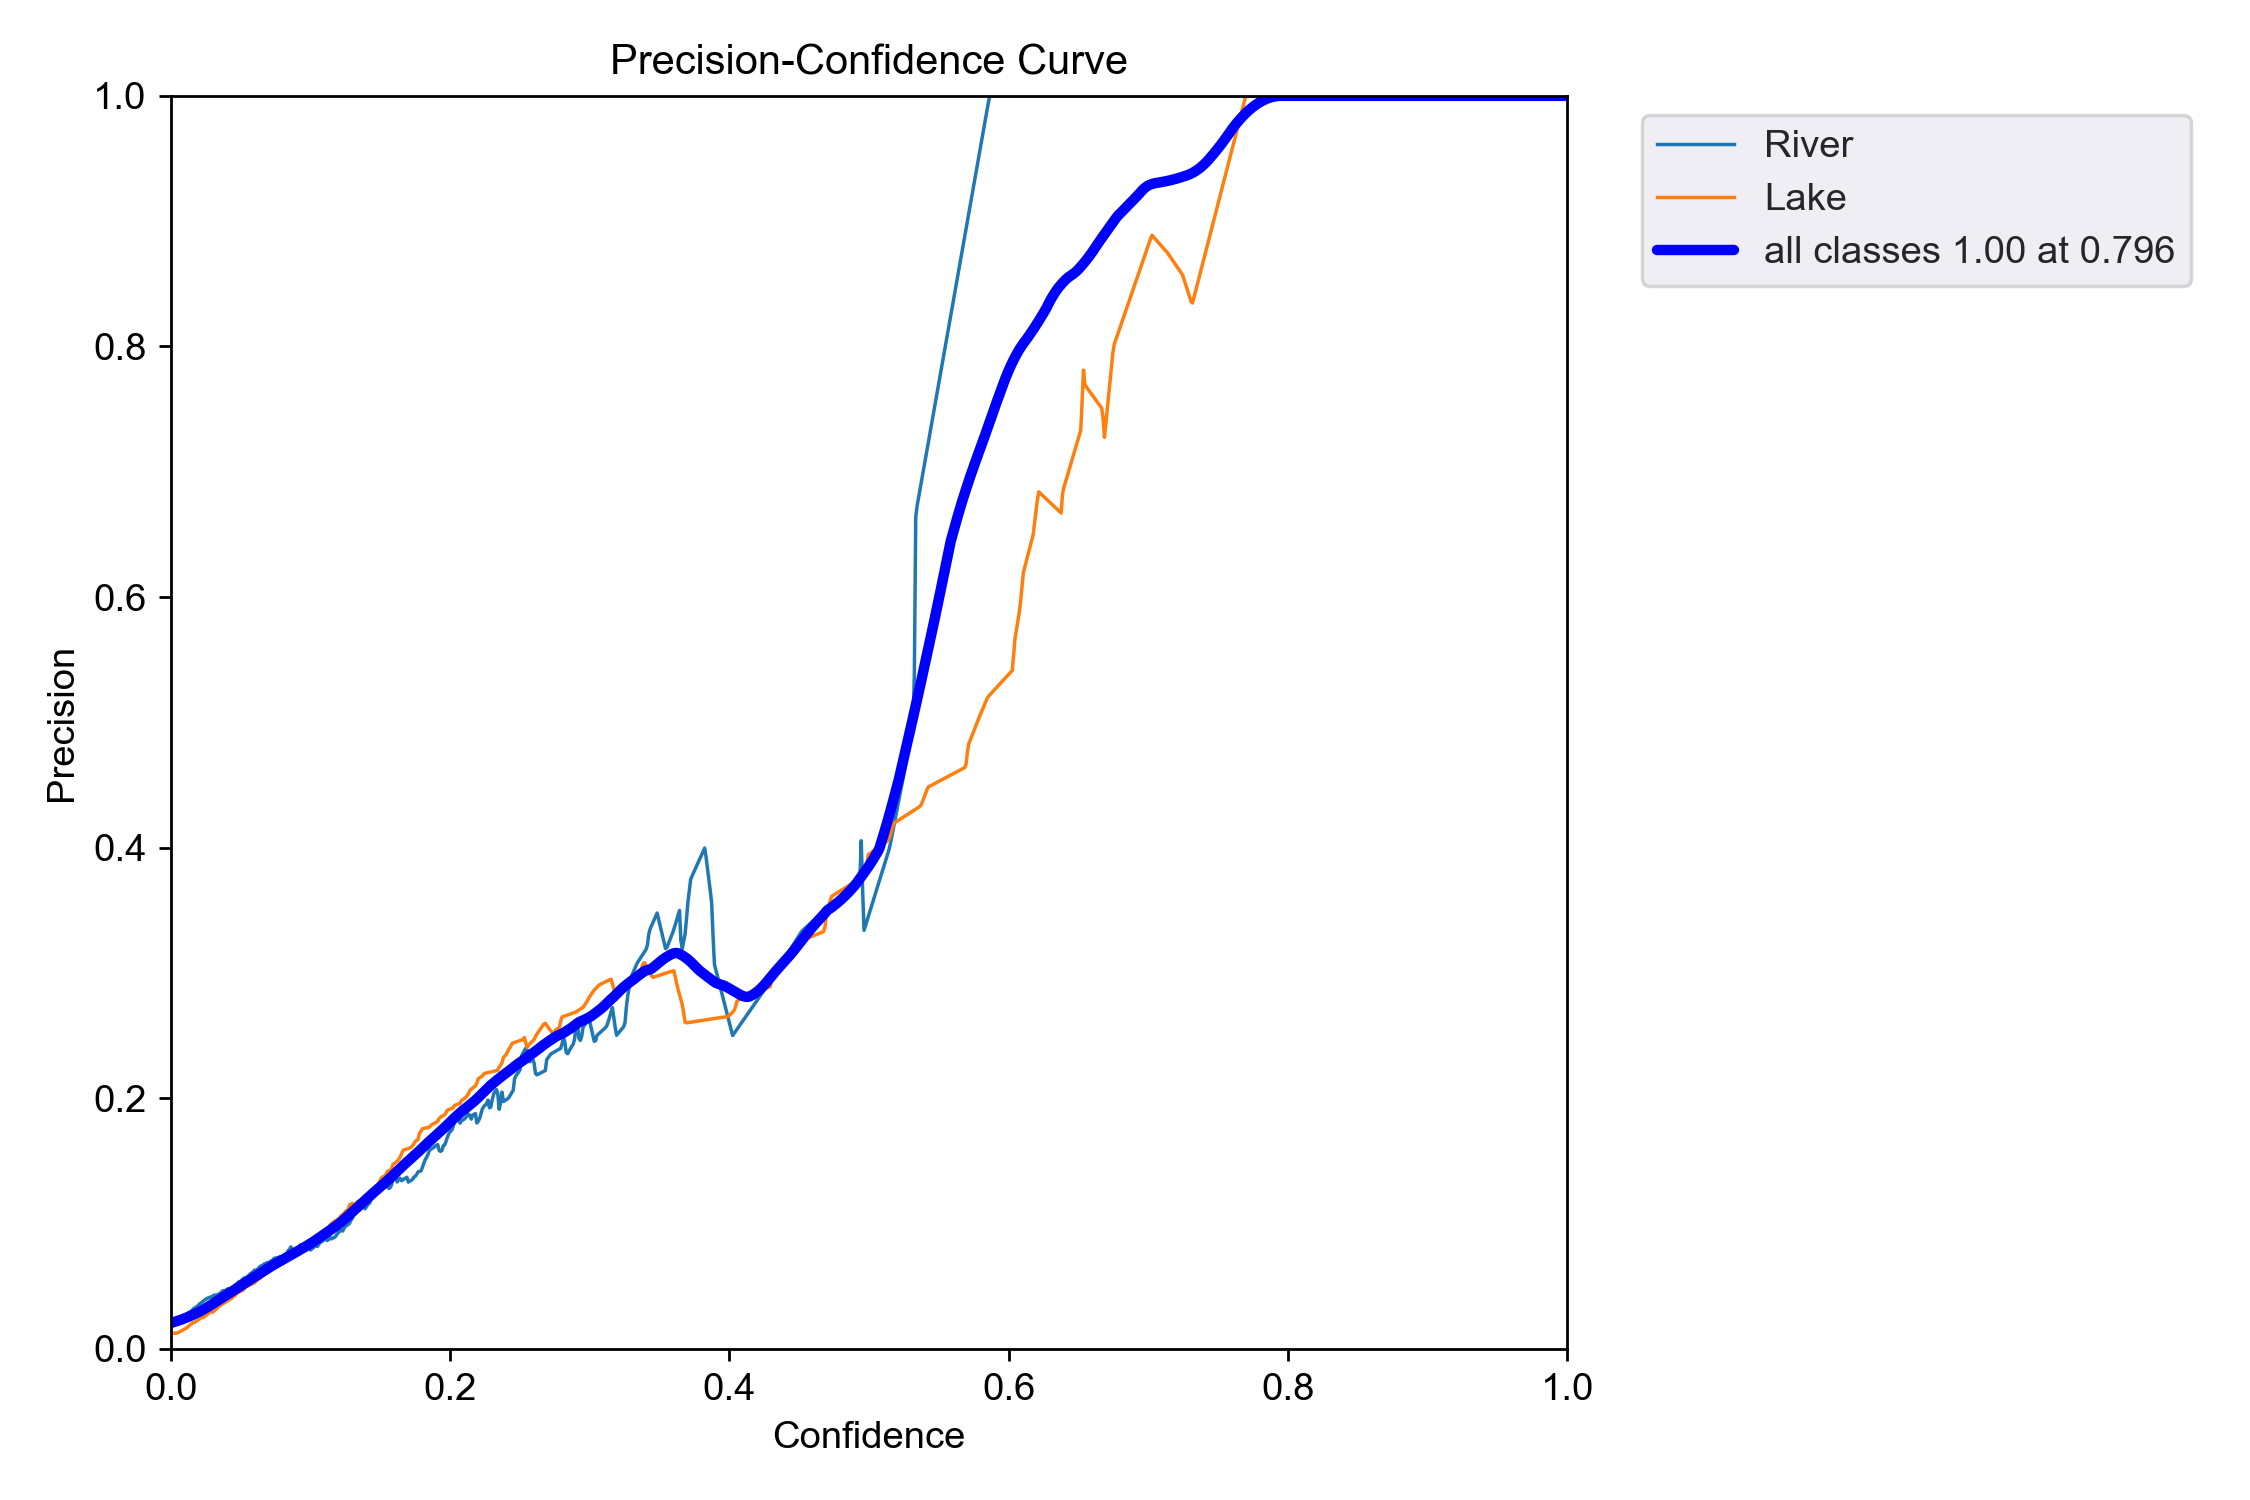 Precision-Confidence Curve
1.0
0.8
0.6
0.4
0.2
0.0
Precision
0.0 0.2 0.4 0.6 0.8 1.0
Confidence
River
Lake
all classes 1.00 at 0.796